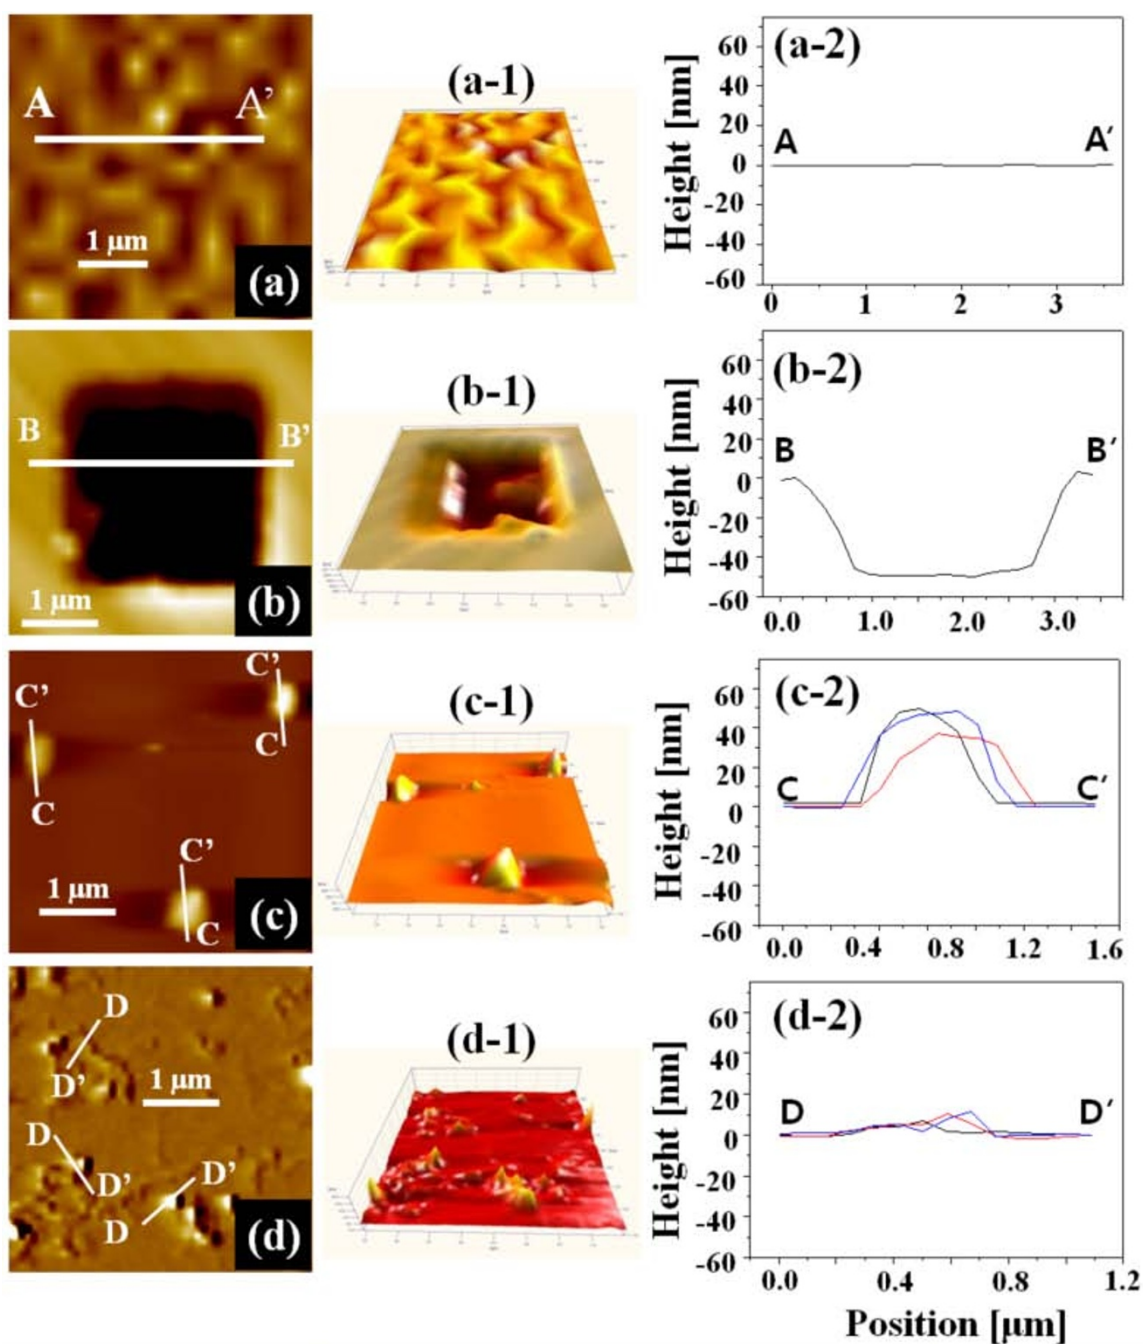 A A’
1 μm
(a)
(a-1)
(a-2)
Height [nm]
60
40
20
0
-20
-40
-60
A A′
0 1 2 3
B B’
1 μm
(b)
(b-1)
(b-2)
Height [nm]
60
40
20
0
-20
-40
-60
B B′
0.0 1.0 2.0 3.0
C’
C’
C
C
C’
1 μm
C
(c)
(c-1)
(c-2)
Height [nm]
60
40
20
0
-20
-40
-60
C C′
0.0 0.4 0.8 1.2 1.6
D
D’
1 μm
D
D’
D’
D
(d)
(d-1)
(d-2)
Height [nm]
60
40
20
0
-20
-40
-60
D D′
0.0 0.4 0.8 1.2
Position [μm]